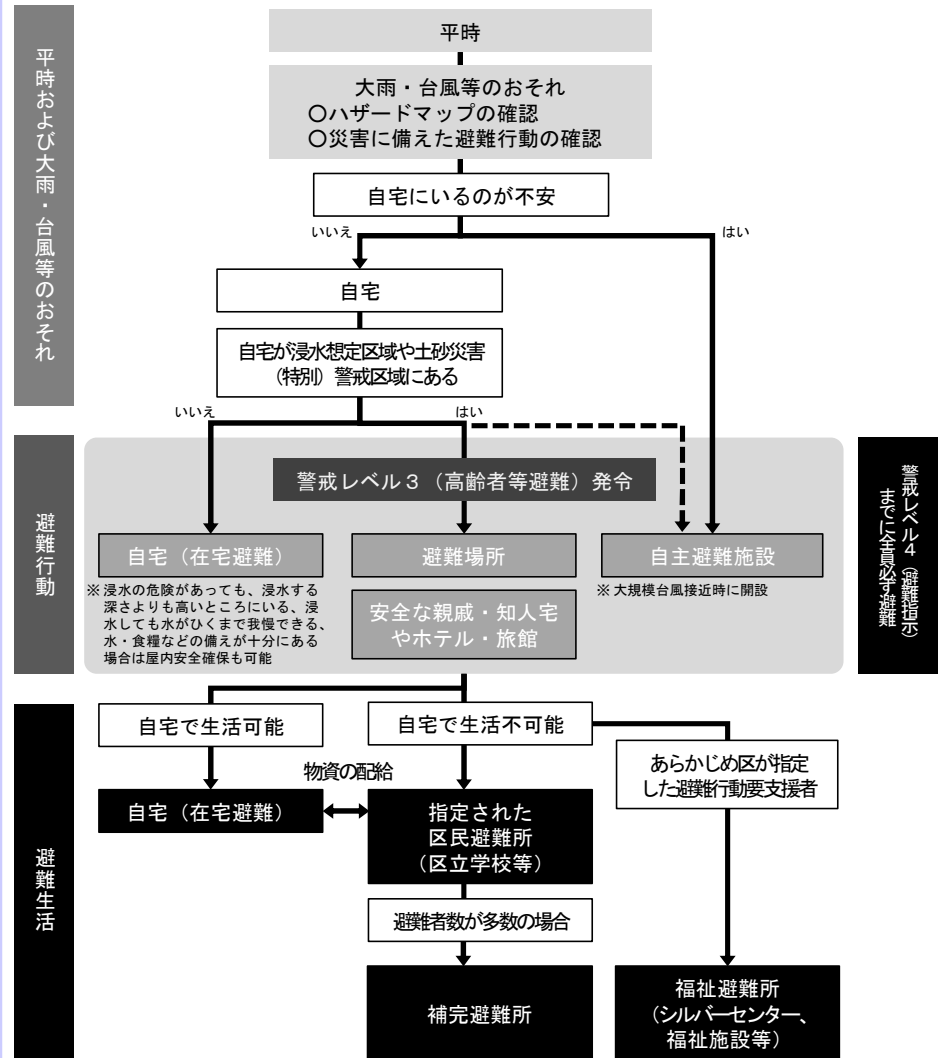 平時および大雨・台風等のおそれ
平時
大雨・台風等のおそれ
〇ハザードマップの確認
〇災害に備えた避難行動の確認
自宅にいるのが不安
いいえ
はい
自宅
自宅が浸水想定区域や土砂災害
（特別）警戒区域にある
いいえ
はい
避難行動
警戒レベル３（高齢者等避難）発令
自宅（在宅避難）
避難場所
自主避難施設
※浸水の危険があっても、浸水する
深さよりも高いところにいる、浸
水しても水がひくまで我慢できる、
水・食糧などの備えが十分にある
場合は屋内安全確保も可能
安全な親戚・知人宅
やホテル・旅館
※大規模台風接近時に開設
警戒レベル４（避難指示）
までに全員必ず避難
避難生活
自宅で生活可能
自宅で生活不可能
あらかじめ区が指定
した避難行動要支援者
物資の配給
自宅（在宅避難）
指定された
区民避難所
（区立学校等）
避難者数が多数の場合
補完避難所
福祉避難所
（シルバーセンター、
福祉施設等）